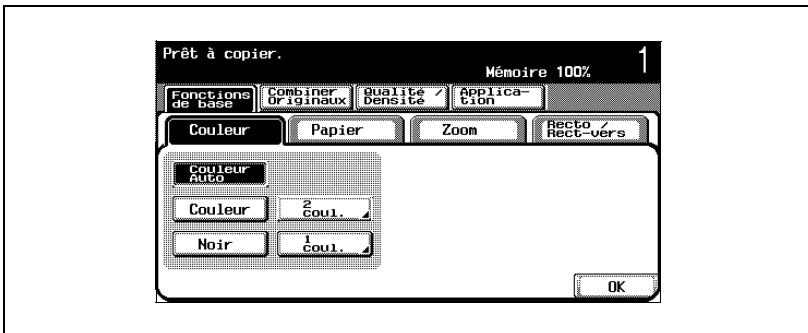 Prêt à copier.
Mémoire 100% 1
Fonctions de base
Combiner Originaux
Qualité / Densité
Applica-
tion
Couleur Papier Zoom Recto / Rect-vers
Couleur Auto
Couleur 2 coul.
Noir 1 coul.
OK